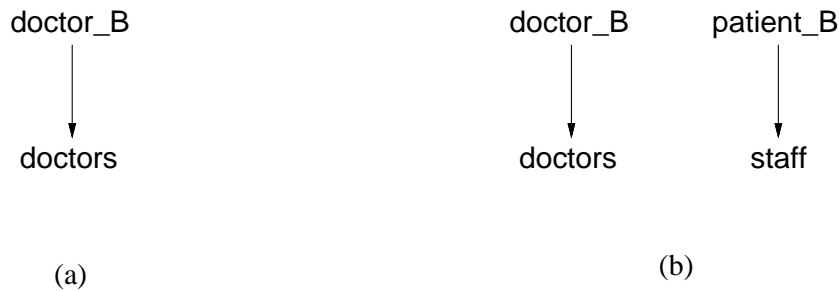 doctor_B
doctors
(a)
doctor_B patient_B
doctors staff
(b)